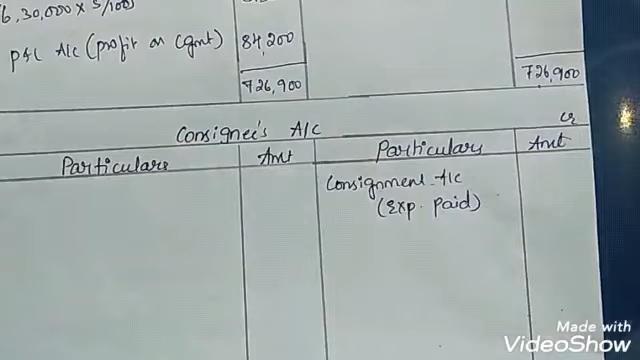 6,30,000 x 5/100
P&L A/c (profit on cgnmt) 84,200
726,900 726,900
Consignee's A/C
Cr
Particulars Amt Particulars Amt
Consignment A/c
(Exp. Paid)
Made with
VideoShow